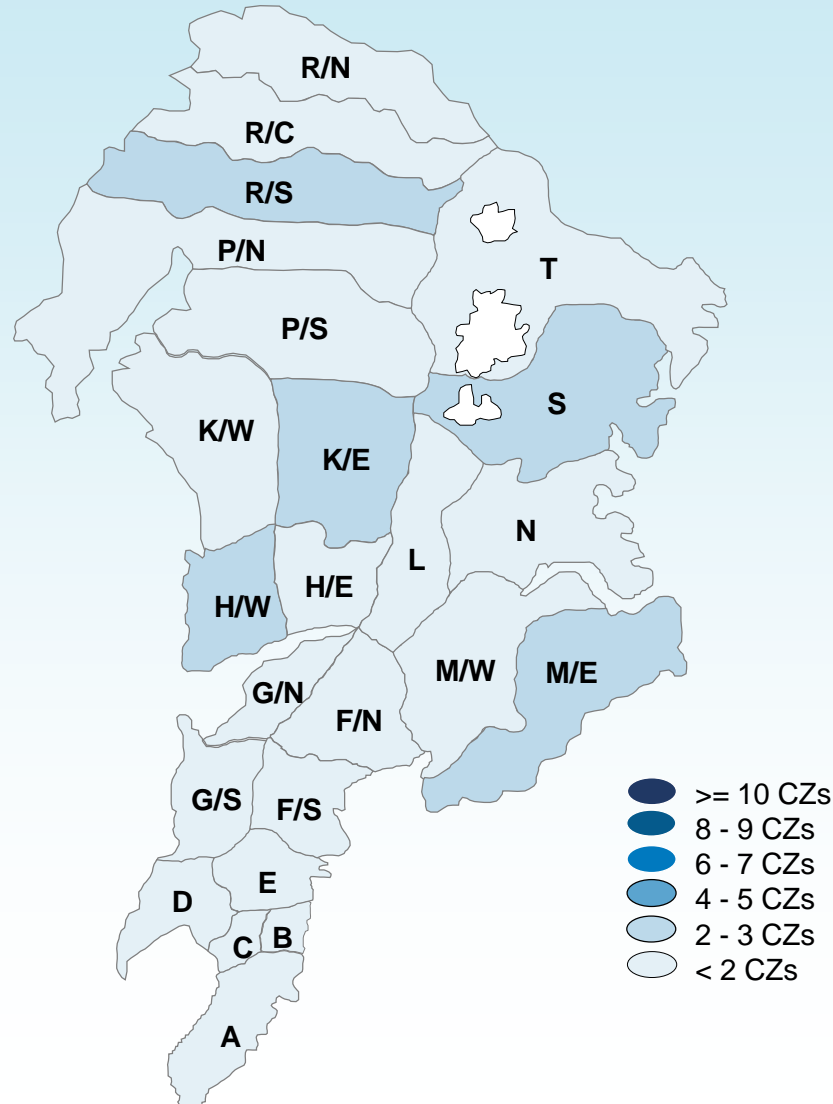 R/N
R/C
R/S
P/N
T
P/S
S
K/W
K/E
N
L
H/E
H/W
M/W
M/E
G/N
F/N
G/S
F/S
E
D
B
C
A
>= 10 CZs
8 - 9 CZs
6 - 7 CZs
4 - 5 CZs
2 - 3 CZs
< 2 CZs